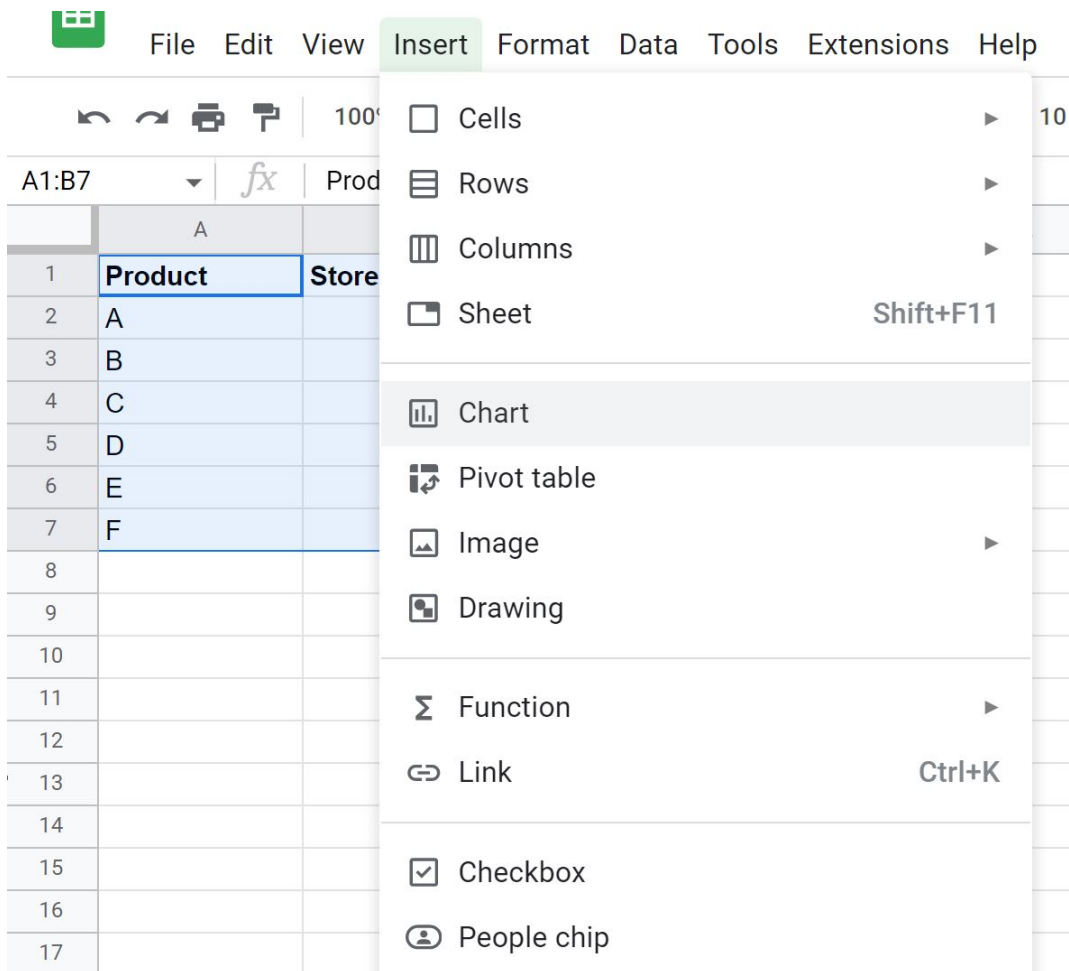 File Edit View Insert Format Data Tools Extensions Help
100% 10
A1:B7 fx Prod
A
1 Product Store
2 A
3 B
4 C
5 D
6 E
7 F
8
9
10
11
12
13
14
15
16
17
Cells
Rows
Columns
Sheet Shift+F11
Chart
Pivot table
Image
Drawing
Function
Link Ctrl+K
Checkbox
People chip